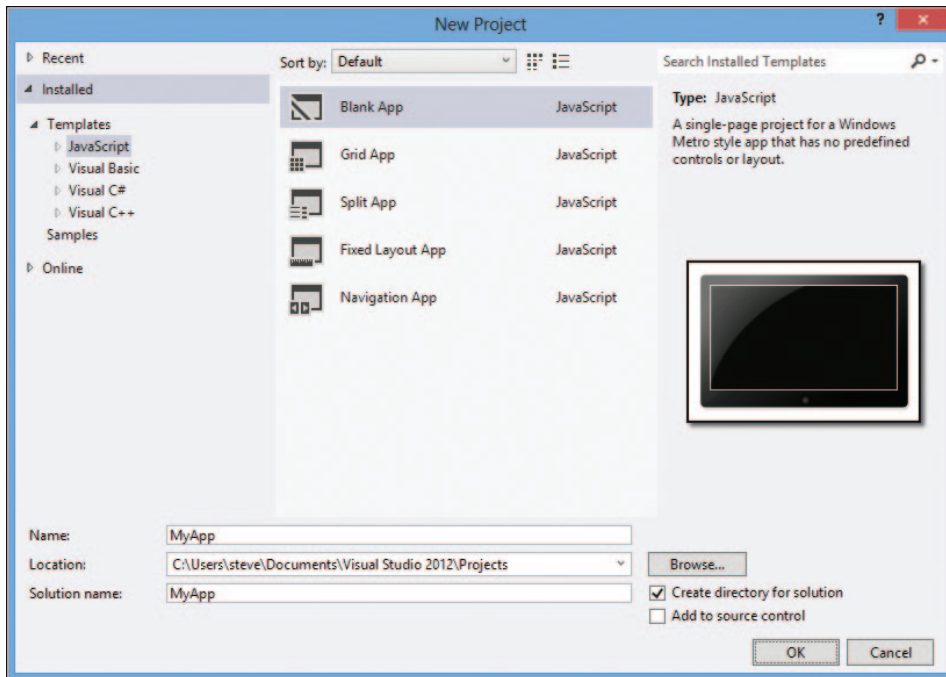 New Project
?
Recent
Installed
Templates
JavaScript
Visual Basic
Visual C#
Visual C++
Samples
Online
Sort by: Default
Blank App JavaScript
Grid App JavaScript
Split App JavaScript
Fixed Layout App JavaScript
Navigation App JavaScript
Search Installed Templates
Type: JavaScript
A single-page project for a Windows
Metro style app that has no predefined
controls or layout.
Name: MyApp
Location: C:\Users\steve\Documents\Visual Studio 2012\Projects
Browse...
Solution name: MyApp
Create directory for solution
Add to source control
OK Cancel